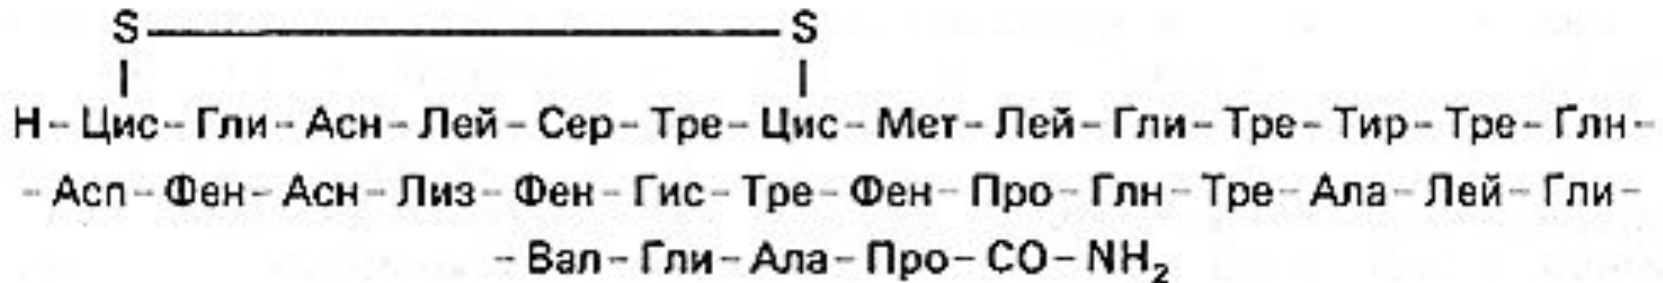 S S
H-Цис-Гли-Асн-Лей-Сер-Тре-Цис-Мет-Лей-Гли-Тре-Тир-Тре-Глн-
-Асп-Фен-Асн-Лиз-Фен-Гис-Тре-Фен-Про-Глн-Тре-Ала-Лей-Гли-
-Вал-Гли-Ала-Про-CO-NH₂